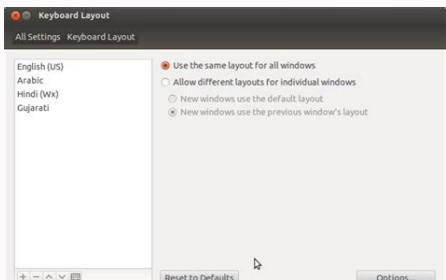 Keyboard Layout
All Settings Keyboard Layout
English (US)
Arabic
Hindi (Wx)
Gujarati
Use the same layout for all windows
Allow different layouts for individual windows
New windows use the default layout
New windows use the previous window's layout
Reset to Defaults
Options...